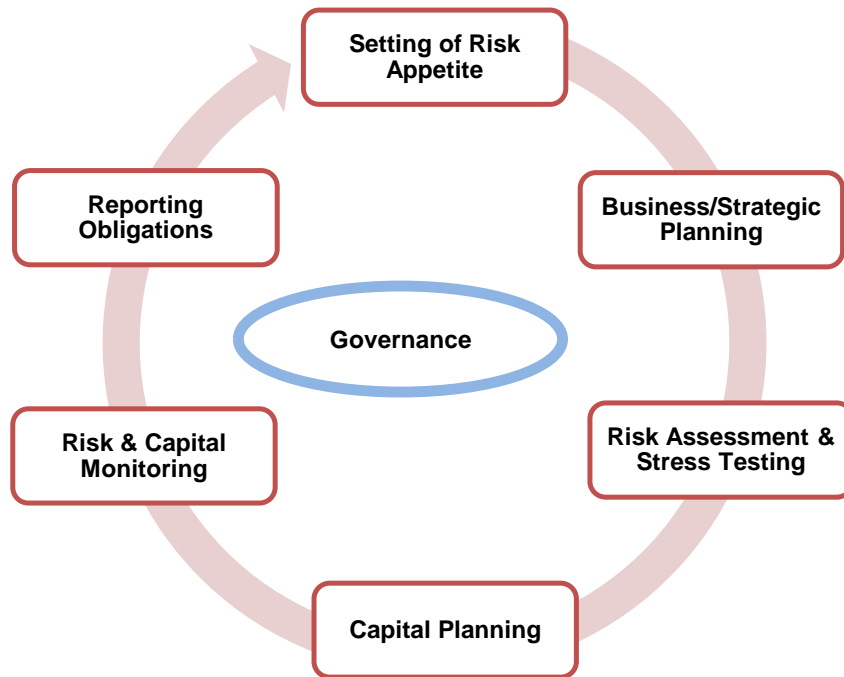 Setting of Risk
Appetite
Business/Strategic
Planning
Risk Assessment &
Stress Testing
Capital Planning
Risk & Capital
Monitoring
Reporting
Obligations
Governance